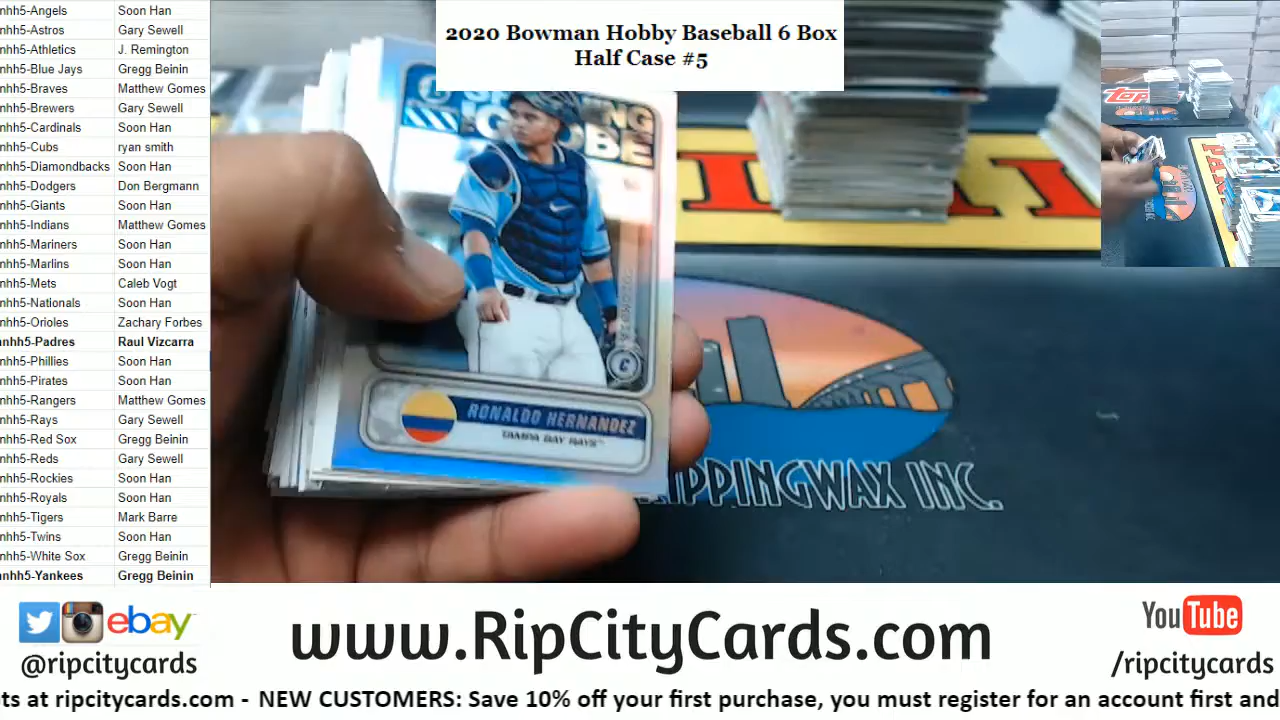 nhh5-Angels Soon Han
nhh5-Astros Gary Sewell
nhh5-Athletics J. Remington
nhh5-Blue Jays Gregg Beinin
nhh5-Braves Matthew Gomes
nhh5-Brewers Gary Sewell
nhh5-Cardinals Soon Han
nhh5-Cubs ryan smith
nhh5-Diamondbacks Soon Han
nhh5-Dodgers Don Bergmann
nhh5-Giants Soon Han
nhh5-Indians Matthew Gomes
nhh5-Mariners Soon Han
nhh5-Marlins Soon Han
nhh5-Mets Caleb Vogt
nhh5-Nationals Soon Han
nhh5-Orioles Zachary Forbes
nhh5-Padres Raul Vizcarra
nhh5-Phillies Soon Han
nhh5-Pirates Soon Han
nhh5-Rangers Matthew Gomes
nhh5-Rays Gary Sewell
nhh5-Red Sox Gregg Beinin
nhh5-Reds Gary Sewell
nhh5-Rockies Soon Han
nhh5-Royals Soon Han
nhh5-Tigers Mark Barre
nhh5-Twins Soon Han
nhh5-White Sox Gregg Beinin
nhh5-Yankees Gregg Beinin
2020 Bowman Hobby Baseball 6 Box
Half Case #5
SPANNING
GLOBE
RONALDO HERNANDEZ
TAMPA BAY RAYS™
RIPPINGWAX INC.
Topps
ebay
@ripcitycards
www.RipCityCards.com
YouTube
/ripcitycards
ts at ripcitycards.com - NEW CUSTOMERS: Save 10% off your first purchase, you must register for an account first and